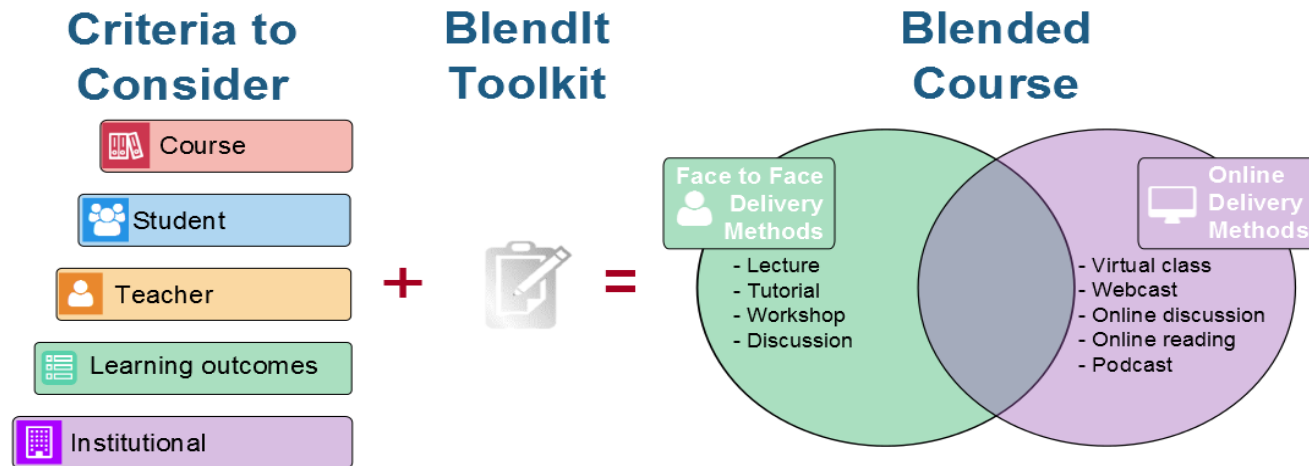 Criteria to
Consider
Course
Student
Teacher
Learning outcomes
Institutional
+
BlendIt
Toolkit
=
Blended
Course
Face to Face
Delivery
Methods
- Lecture
- Tutorial
- Workshop
- Discussion
Online
Delivery
Methods
- Virtual class
- Webcast
- Online discussion
- Online reading
- Podcast